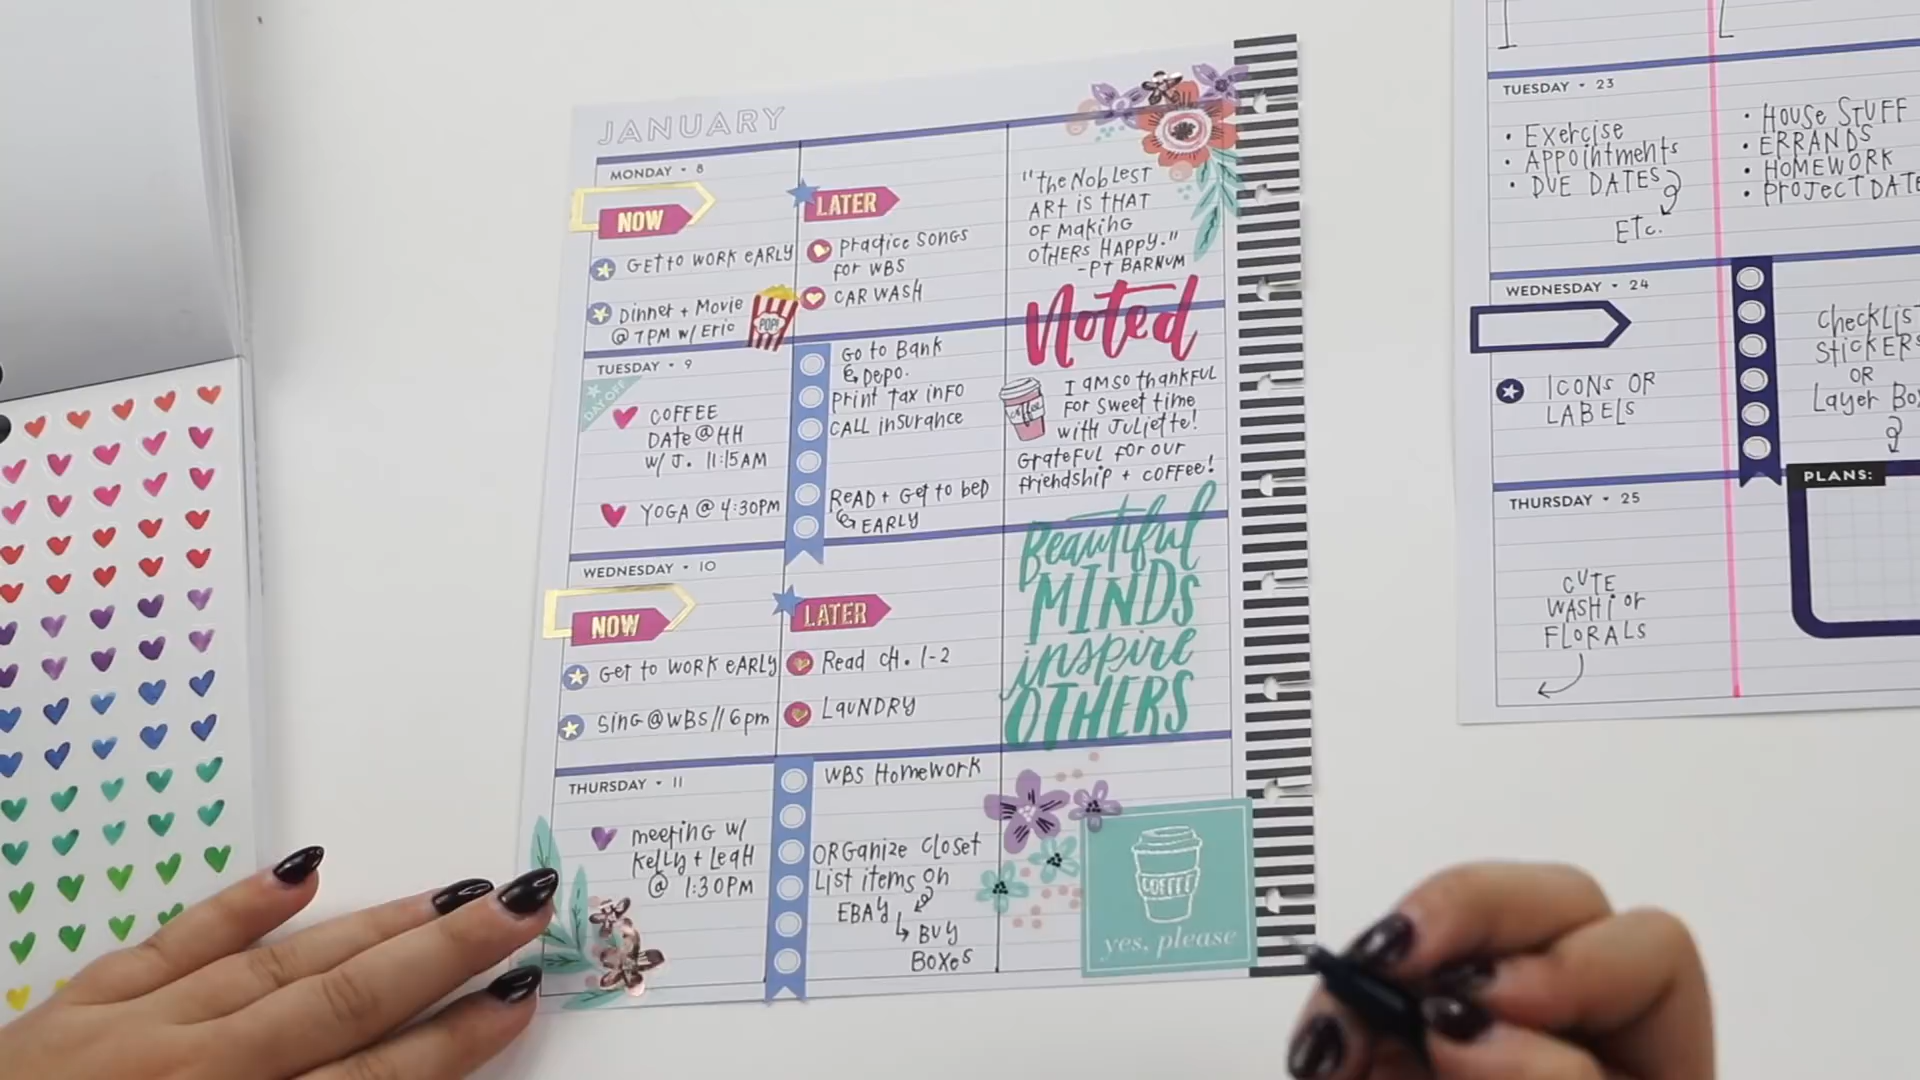 JANUARY
MONDAY • 8
NOW
GET to WORK eARLY
Dinner + Movie
@ 7PM w/ Eric
POP!
LATER
Practice SONGS
for WBS
CAR WASH
"the NobLEST
ART is tHAT
OF MakinG
OtHERS HAPPY."
-PT BARNUM
TUESDAY • 9
DAY OFF
COFFEE
DAte @ HH
W/ J. 11:15AM
YOGA @ 4:30PM
Go to BanK
DEPO.
Print tax inFO
CALL inSurance
ReAD + Get to beD
EARLY
Noted
coffee
I AM so thanKFUL
For Sweet time
with JuLiette!
GrateFUL for our
friendship + coffee!
WEDNESDAY • 10
NOW
Get to WORK eARLY
SinG @ WBS // 6pm
LATER
Read CH. 1-2
LAUNDRY
Beautiful
MINDS
inspire
OTHERS
THURSDAY • 11
meeting w/
KeLLy + LeaH
@ 1:30PM
WBS HomeworK
ORGanize CLoset
List items on
EBAY
BUY
BOXeS
COFFEE
yes, please
TUESDAY • 23
• Exercise
• APPOintments
• DUE DATES
Etc.
• HOUSE STUFF
• ERRANDS
• HOMEWORK
• PROJECT DATE
WEDNESDAY • 24
ICONS OR
LABELS
CHeCKLIST
StiCKERS
OR
Layer Box
PLANS:
THURSDAY • 25
CUTE
WASHi or
FLORALS